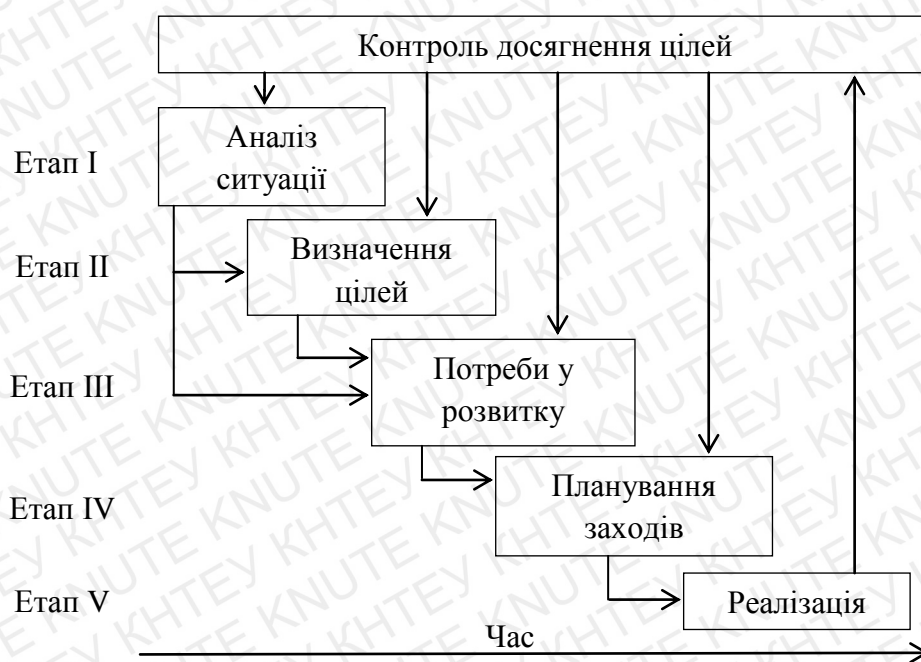 Контроль досягнення цілей
Етап I
Аналіз
ситуації
Етап II
Визначення
цілей
Етап III
Потреби у
розвитку
Етап IV
Планування
заходів
Етап V
Реалізація
Час